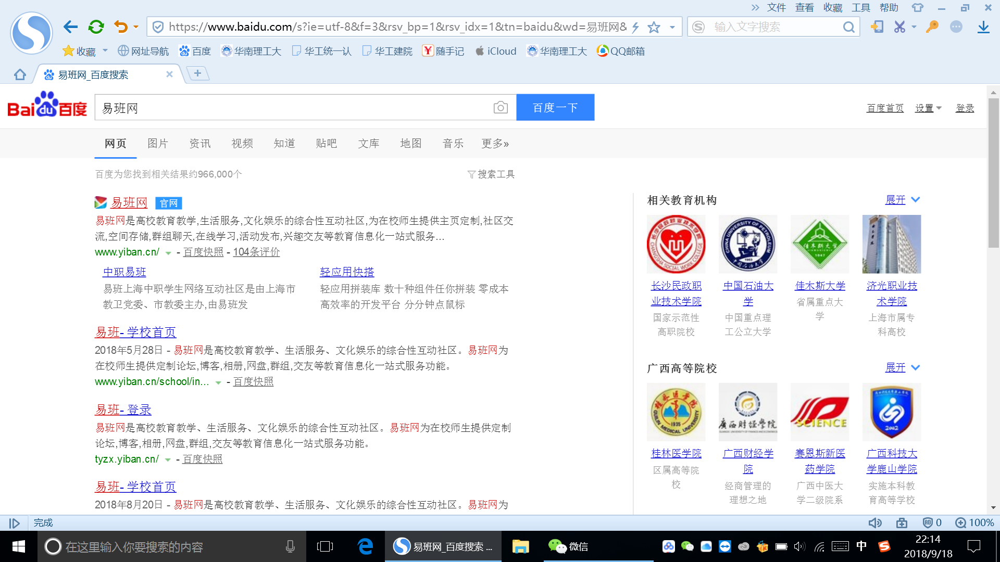 文件 查看 收藏 工具 帮助
https://www.baidu.com/s?ie=utf-8&f=3&rsv_bp=1&rsv_idx=1&tn=baidu&wd=易班网&
输入文字搜索
收藏 网址导航 百度 华南理工大 华工统一认 华工建院 随手记 iCloud 华南理工大 QQ邮箱
易班网_百度搜索
Bai du 百度
易班网
百度一下
百度首页 设置 登录
网页 图片 资讯 视频 知道 贴吧 文库 地图 音乐 更多»
百度为您找到相关结果约966,000个
搜索工具
易班网 官网
易班网是高校教育教学,生活服务,文化娱乐的综合性互动社区,为在校师生提供主页定制,社区交
流,空间存储,群组聊天,在线学习,活动发布,兴趣交友等教育信息化一站式服务...
www.yiban.cn/ - 百度快照 - 104条评价
中职易班
易班上海中职学生网络互动社区是由上海市
教卫党委、市教委主办,由易班发
轻应用快搭
轻应用拼装库 数十种组件任你拼装 零成本
高效率的开发平台 分分钟点鼠标
易班- 学校首页
2018年5月28日 - 易班网是高校教育教学、生活服务、文化娱乐的综合性互动社区。易班网为
在校师生提供定制论坛,博客,相册,网盘,群组,交友等教育信息化一站式服务功能。
www.yiban.cn/school/in... - 百度快照
易班- 登录
易班网是高校教育教学、生活服务、文化娱乐的综合性互动社区。易班网为在校师生提供定制
论坛,博客,相册,网盘,群组,交友等教育信息化一站式服务功能。
tyzx.yiban.cn/ - 百度快照
易班- 学校首页
2018年8月20日 - 易班网是高校教育教学、生活服务、文化娱乐的综合性互动社区。易班网为
相关教育机构 展开
长沙民政职
业技术学院
国家示范性
高职院校
中国石油大
学
中国重点理
工公立大学
佳木斯大学
省属重点大
学
济光职业技
术学院
上海市属专
科高校
广西高等院校 展开
桂林医学院
区属高等院
校
广西财经学
院
经商管理的
理想之地
SCIENCE
赛恩斯新医
药学院
广西中医大
学二级院系
2002
广西科技大
学鹿山学院
实施本科教
育高等学校
完成
0 100%
在这里输入你要搜索的内容
易班网_百度搜索 ...
微信
中
22:14
2018/9/18